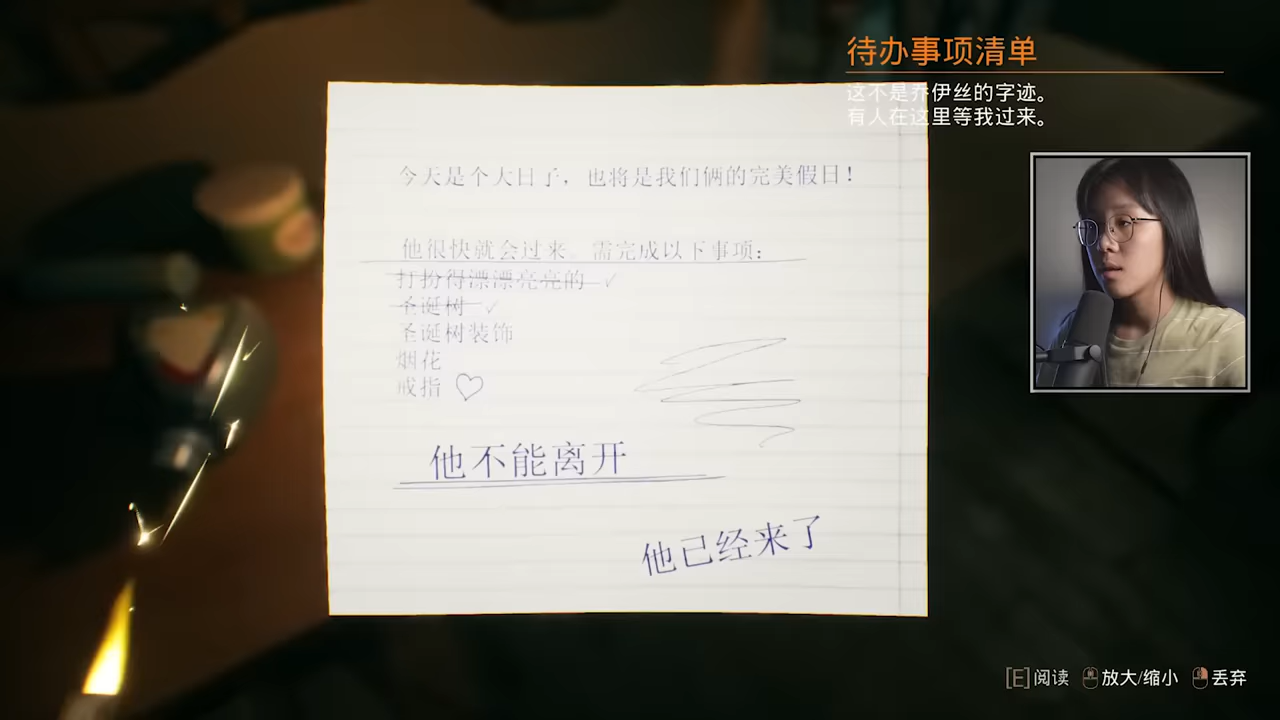 待办事项清单
这不是乔伊丝的字迹。
有人在这里等我过来。
今天是个大日子，也将是我们俩的完美假日！
他很快就会过来。需完成以下事项：
打扮得漂漂亮亮的 ✓
圣诞树 ✓
圣诞树装饰
烟花
戒指 ♡
他不能离开
他已经来了
[E]阅读 放大/缩小 丢弃